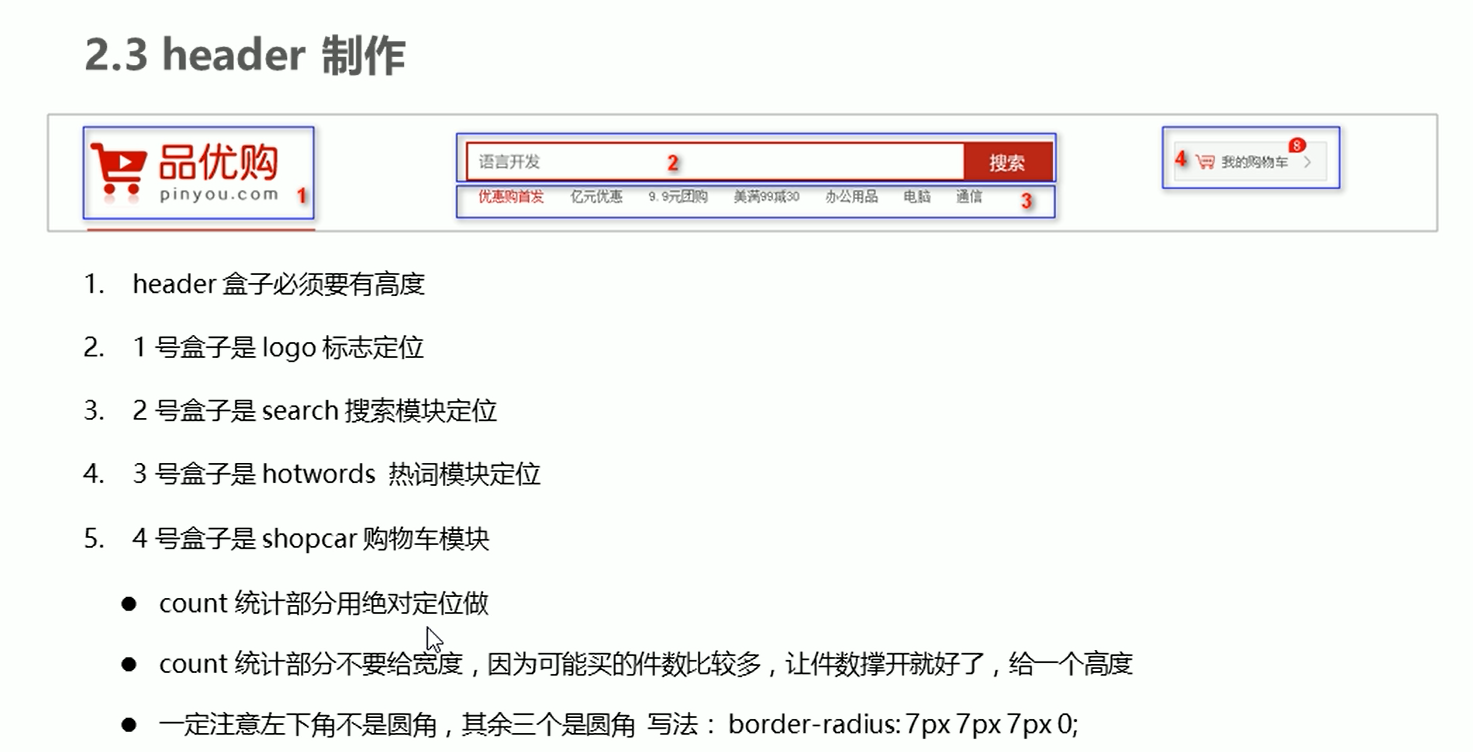 2.3 header 制作
品优购
pinyou.com
1
语言开发
2
搜索
优惠购首发 亿元优惠 9.9元团购 美满99减30 办公用品 电脑 通信
3
4
我的购物车
8
1. header 盒子必须要有高度
2. 1 号盒子是 logo 标志定位
3. 2 号盒子是 search 搜索模块定位
4. 3 号盒子是 hotwords 热词模块定位
5. 4 号盒子是 shopcar 购物车模块
● count 统计部分用绝对定位做
● count 统计部分不要给宽度，因为可能买的件数比较多，让件数撑开就好了，给一个高度
● 一定注意左下角不是圆角，其余三个是圆角 写法： border-radius: 7px 7px 7px 0;